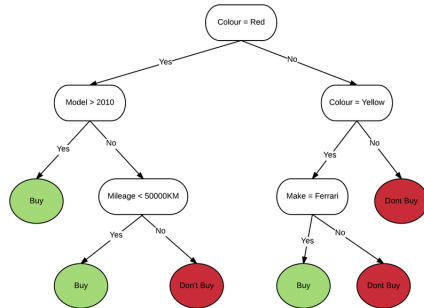 Colour = Red
Yes
No
Model > 2010
Colour = Yellow
Yes
No
Yes
No
Buy
Mileage < 50000KM
Make = Ferrari
Dont Buy
Yes
No
Yes
No
Buy
Don't Buy
Buy
Dont Buy